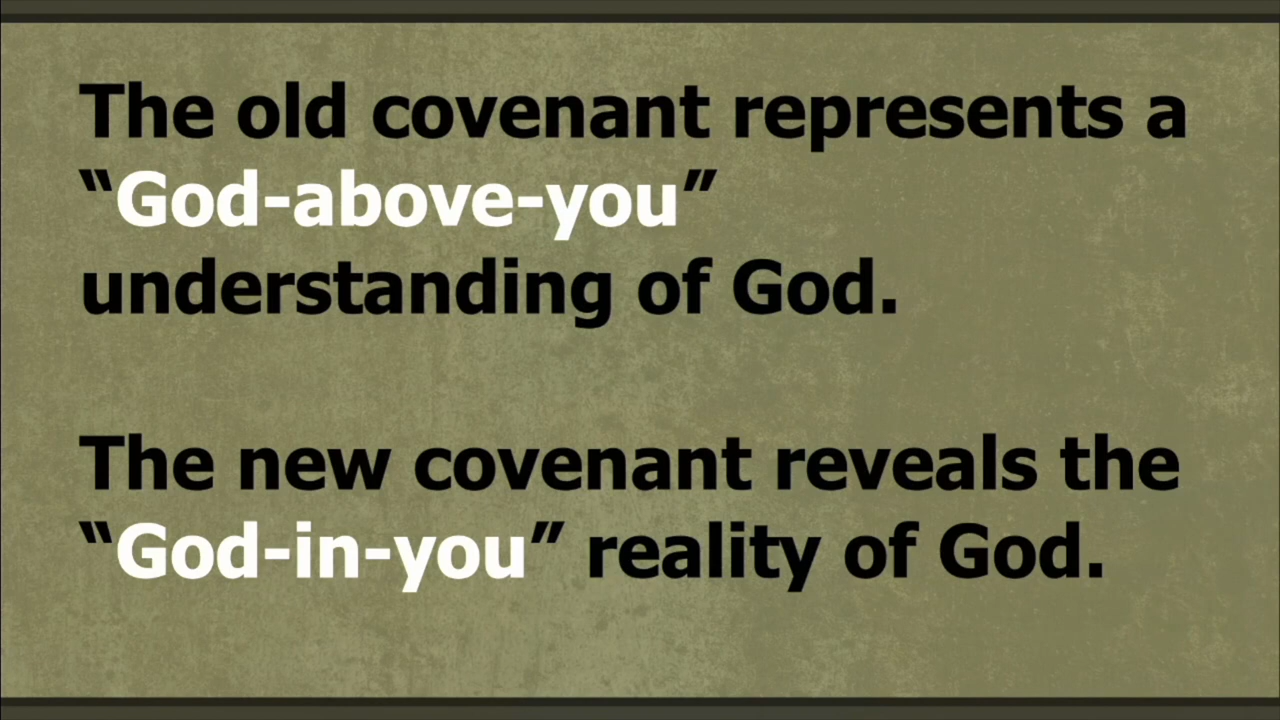 The old covenant represents a
“God-above-you”
understanding of God.
The new covenant reveals the
“God-in-you” reality of God.